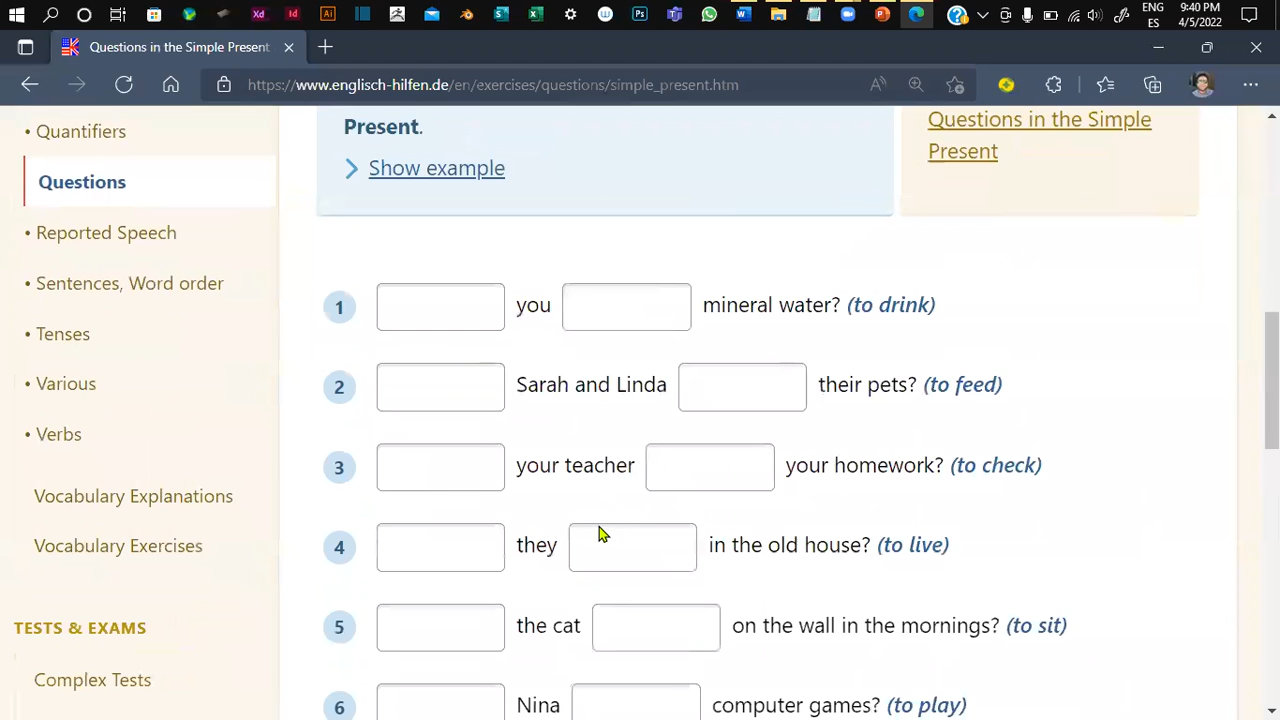 ENG
ES
9:40 PM
4/5/2022
Questions in the Simple Present
https://www.englisch-hilfen.de/en/exercises/questions/simple_present.htm
• Quantifiers
Questions
• Reported Speech
• Sentences, Word order
• Tenses
• Various
• Verbs
Vocabulary Explanations
Vocabulary Exercises
TESTS & EXAMS
Complex Tests
Present.
Show example
Questions in the Simple
Present
1 you mineral water? (to drink)
2 Sarah and Linda their pets? (to feed)
3 your teacher your homework? (to check)
4 they in the old house? (to live)
5 the cat on the wall in the mornings? (to sit)
6 Nina computer games? (to play)